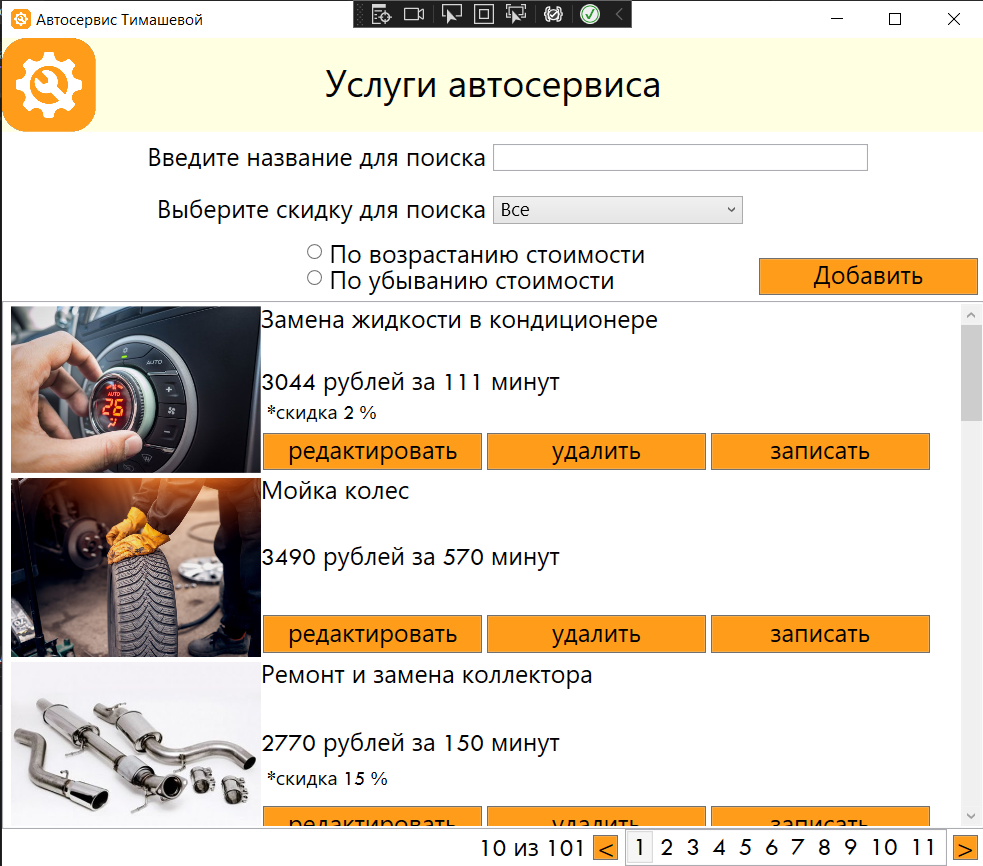 Автосервис Тимашевой
Услуги автосервиса
Введите название для поиска
Выберите скидку для поиска Все
По возрастанию стоимости
По убыванию стоимости
Добавить
Замена жидкости в кондиционере
AUTO
AUTO
26
3044 рублей за 111 минут
*скидка 2 %
редактировать удалить записать
Мойка колес
3490 рублей за 570 минут
редактировать удалить записать
Ремонт и замена коллектора
2770 рублей за 150 минут
*скидка 15 %
редактировать удалить записать
10 из 101 < 1 2 3 4 5 6 7 8 9 10 11 >